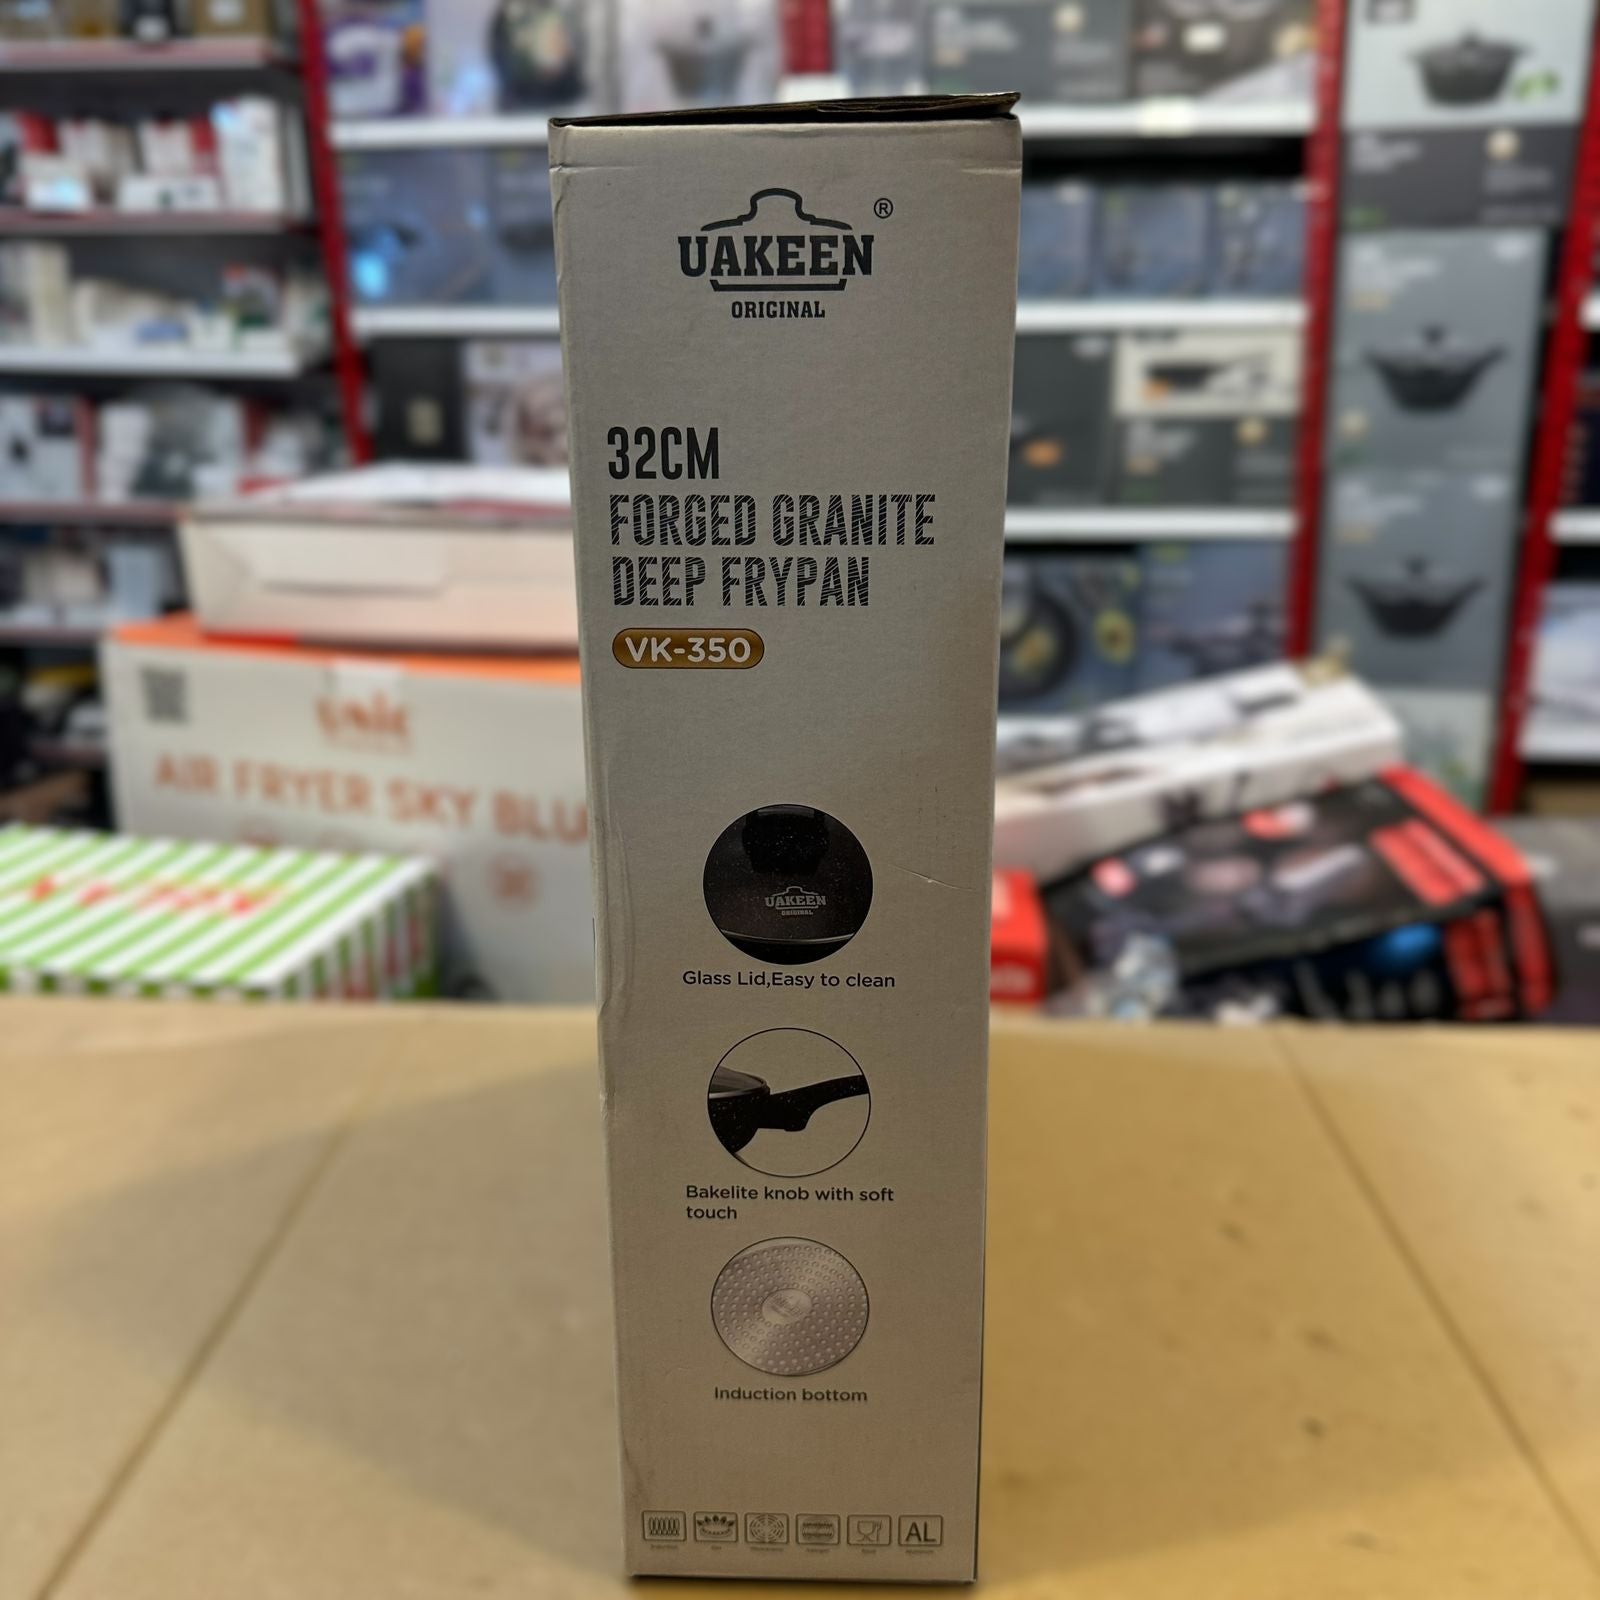 UAKEEN ®
ORIGINAL
32CM
FORGED GRANITE
DEEP FRYPAN
VK-350
UAKEEN
ORIGINAL
Glass Lid,Easy to clean
Bakelite knob with soft
touch
Induction bottom
AL
AIR FRYER SKY BLU